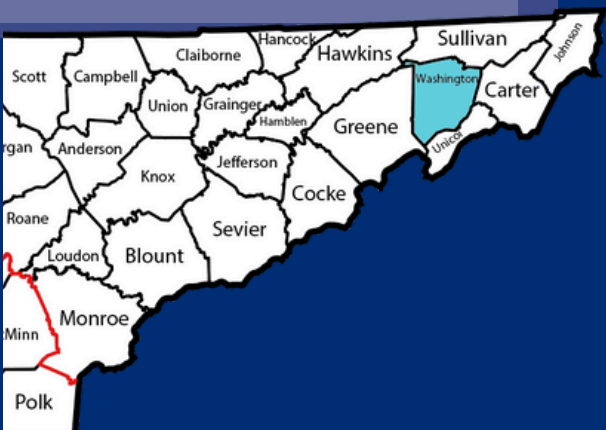 Hancock
Sullivan
Johnson
Claiborne
Hawkins
Scott
Campbell
Washington
Carter
Union
Grainger
Hamblen
Greene
Unicoi
rgan
Anderson
Jefferson
Knox
Cocke
Roane
Sevier
Loudon
Blount
Monroe
cMinn
Polk